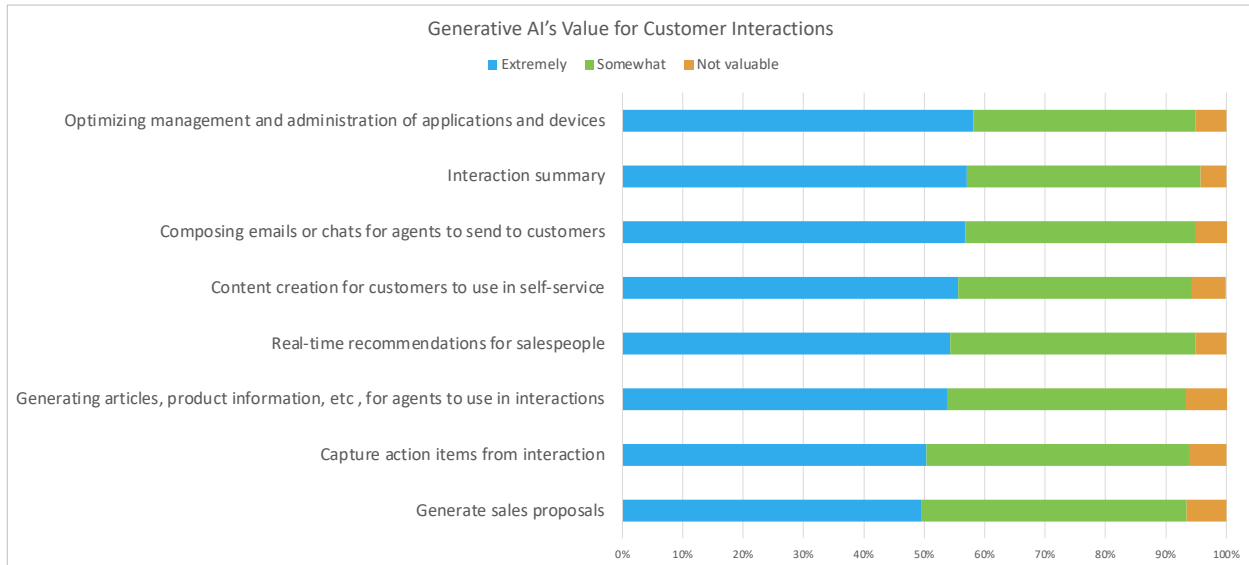 Generative AI’s Value for Customer Interactions
Extremely Somewhat Not valuable
Optimizing management and administration of applications and devices
Interaction summary
Composing emails or chats for agents to send to customers
Content creation for customers to use in self-service
Real-time recommendations for salespeople
Generating articles, product information, etc , for agents to use in interactions
Capture action items from interaction
Generate sales proposals
0% 10% 20% 30% 40% 50% 60% 70% 80% 90% 100%